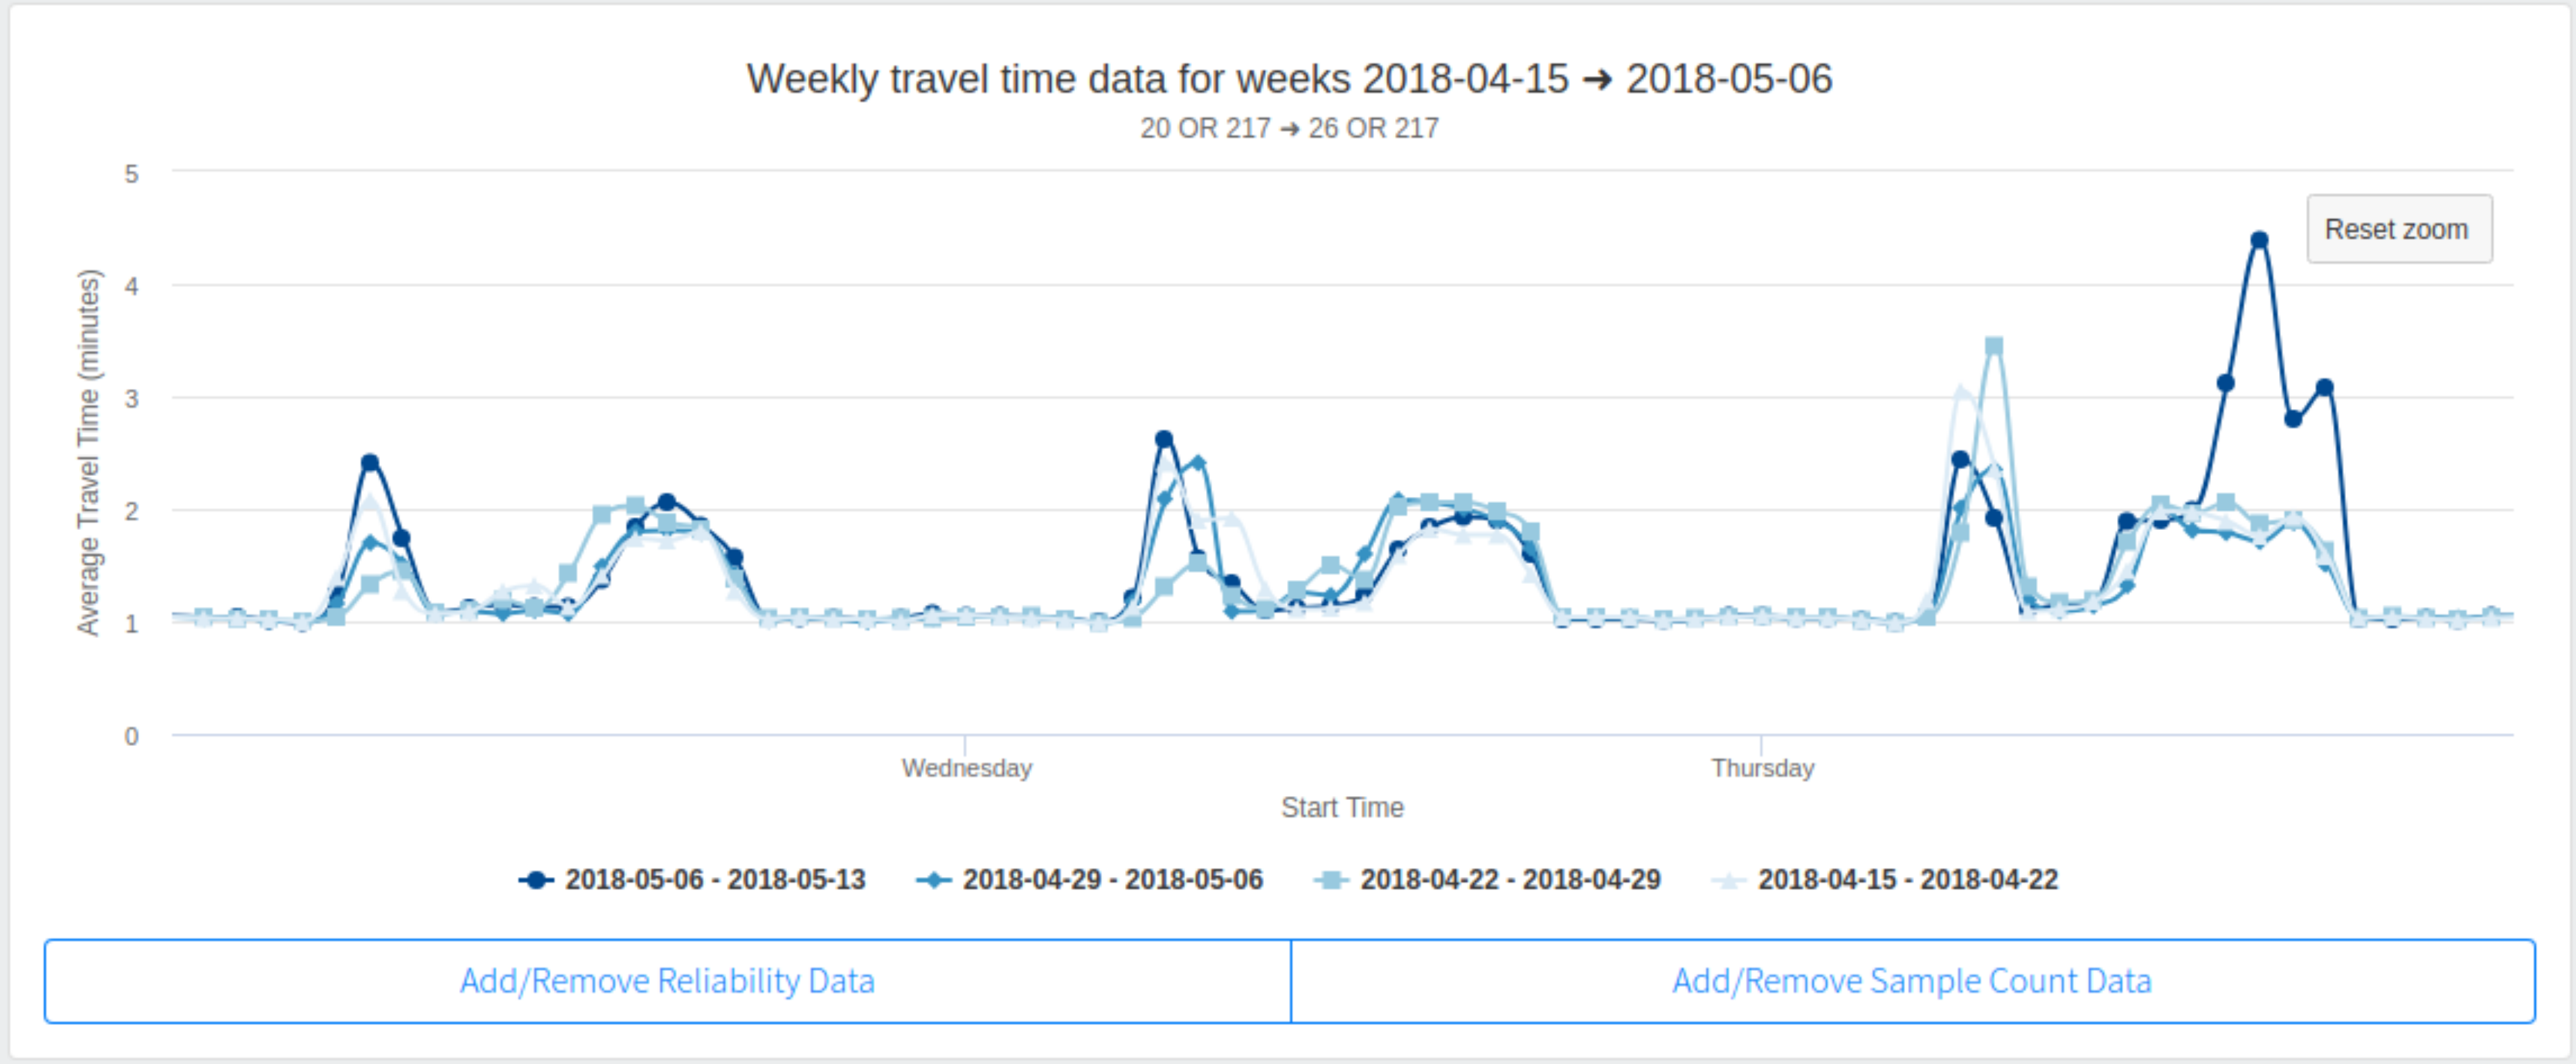 Weekly travel time data for weeks 2018-04-15 ➜ 2018-05-06
20 OR 217 ➜ 26 OR 217
Reset zoom
Average Travel Time (minutes)
5
4
3
2
1
0
Wednesday Thursday
Start Time
2018-05-06 - 2018-05-13 2018-04-29 - 2018-05-06 2018-04-22 - 2018-04-29 2018-04-15 - 2018-04-22
Add/Remove Reliability Data Add/Remove Sample Count Data